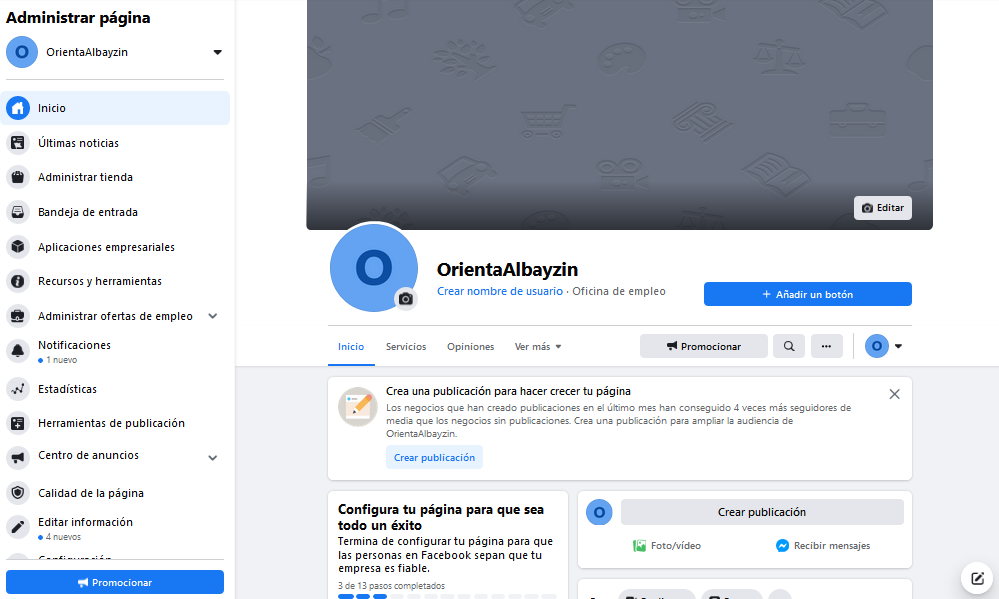 Administrar página
O
OrientaAlbayzin
Inicio
Últimas noticias
Administrar tienda
Bandeja de entrada
Aplicaciones empresariales
Recursos y herramientas
Administrar ofertas de empleo
Notificaciones
1 nuevo
Estadísticas
Herramientas de publicación
Centro de anuncios
Calidad de la página
Editar información
4 nuevos
Configuración
Promocionar
Editar
O
OrientaAlbayzin
Crear nombre de usuario · Oficina de empleo
+ Añadir un botón
Inicio
Servicios
Opiniones
Ver más
Promocionar
O
Crea una publicación para hacer crecer tu página
Los negocios que han creado publicaciones en el último mes han conseguido 4 veces más seguidores de
media que los negocios sin publicaciones. Crea una publicación para ampliar la audiencia de
OrientaAlbayzin.
Crear publicación
Configura tu página para que sea
todo un éxito
Termina de configurar tu página para que
las personas en Facebook sepan que tu
empresa es fiable.
3 de 13 pasos completados
O
Crear publicación
Foto/vídeo
Recibir mensajes